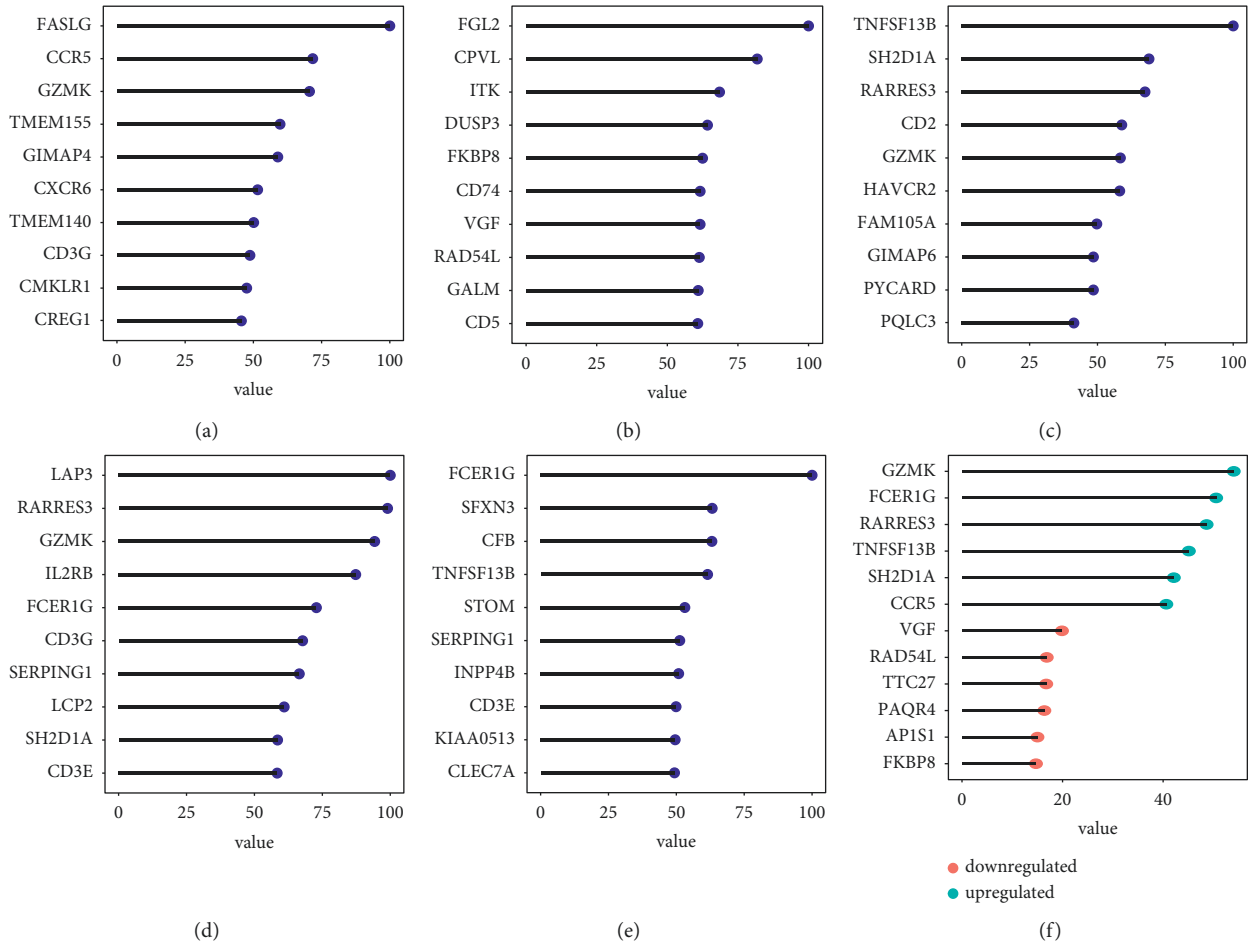 FASLG
CCR5
GZMK
TMEM155
GIMAP4
CXCR6
TMEM140
CD3G
CMKLR1
CREG1
0 25 50 75 100
value
(a)
FGL2
CPVL
ITK
DUSP3
FKBP8
CD74
VGF
RAD54L
GALM
CD5
0 25 50 75 100
value
(b)
TNFSF13B
SH2D1A
RARRES3
CD2
GZMK
HAVCR2
FAM105A
GIMAP6
PYCARD
PQLC3
0 25 50 75 100
value
(c)
LAP3
RARRES3
GZMK
IL2RB
FCER1G
CD3G
SERPING1
LCP2
SH2D1A
CD3E
0 25 50 75 100
value
(d)
FCER1G
SFXN3
CFB
TNFSF13B
STOM
SERPING1
INPP4B
CD3E
KIAA0513
CLEC7A
0 25 50 75 100
value
(e)
GZMK
FCER1G
RARRES3
TNFSF13B
SH2D1A
CCR5
VGF
RAD54L
TTC27
PAQR4
AP1S1
FKBP8
0 20 40
value
downregulated
upregulated
(f)